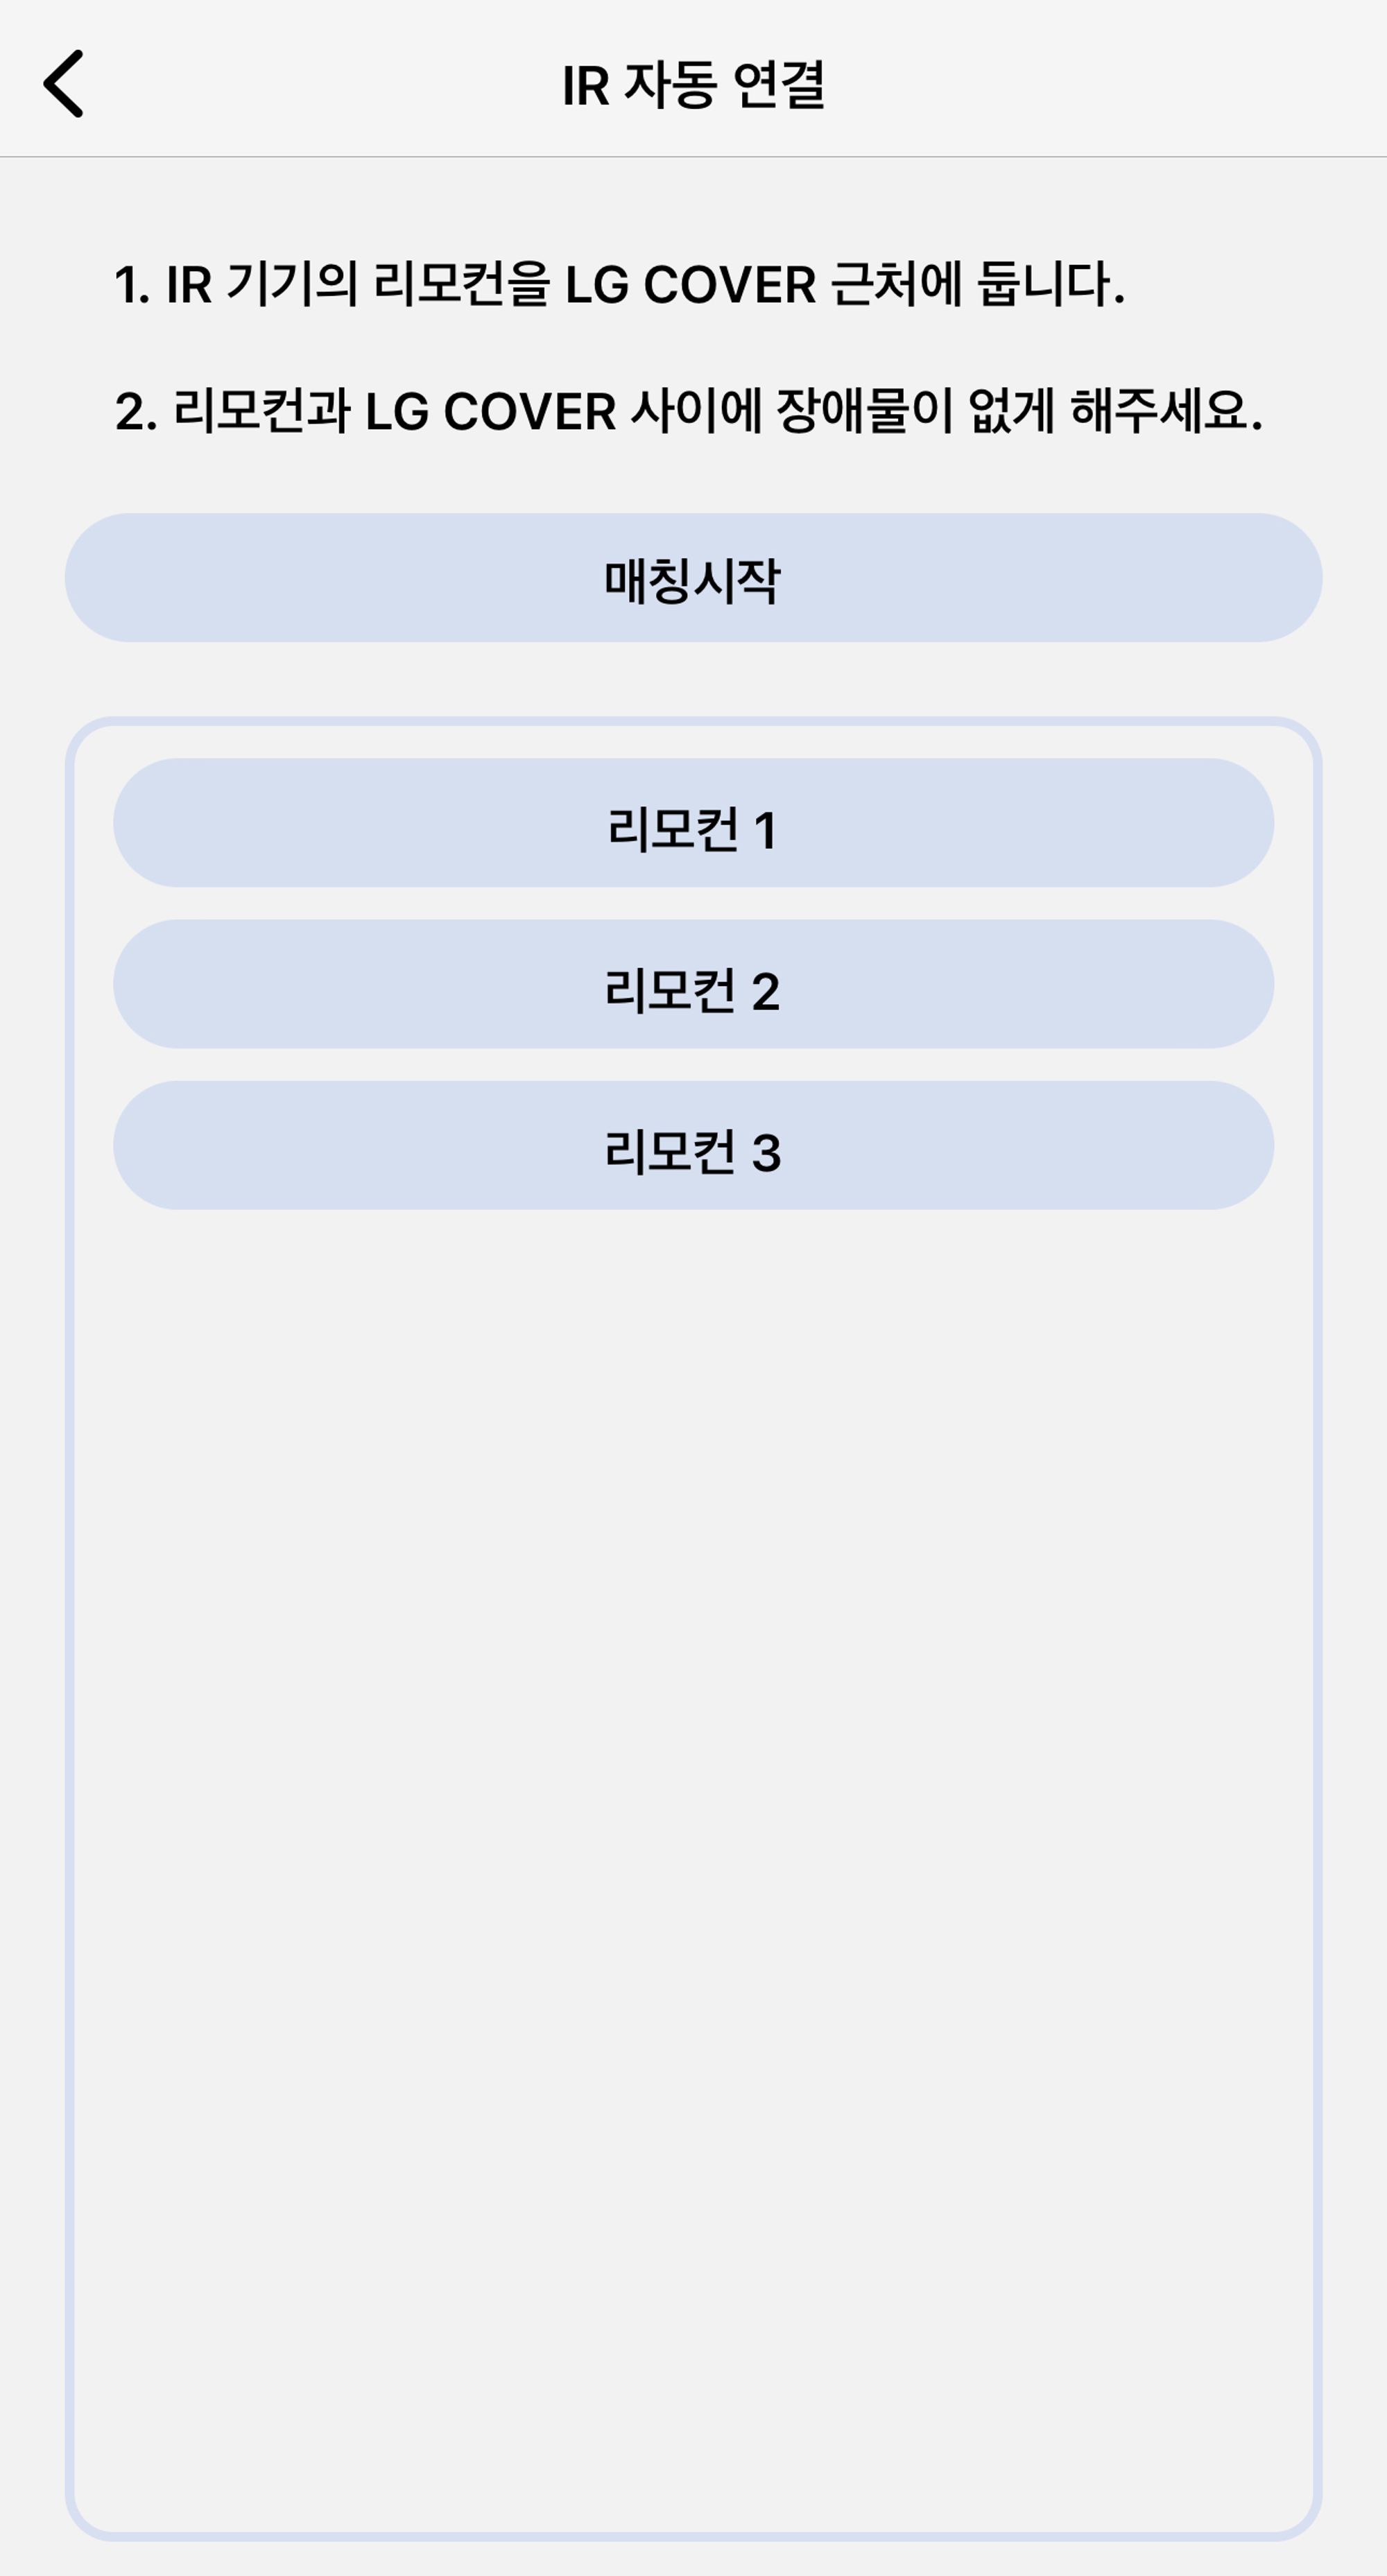 IR 자동 연결
1. IR 기기의 리모컨을 LG COVER 근처에 둡니다.
2. 리모컨과 LG COVER 사이에 장애물이 없게 해주세요.
매칭시작
리모컨 1
리모컨 2
리모컨 3